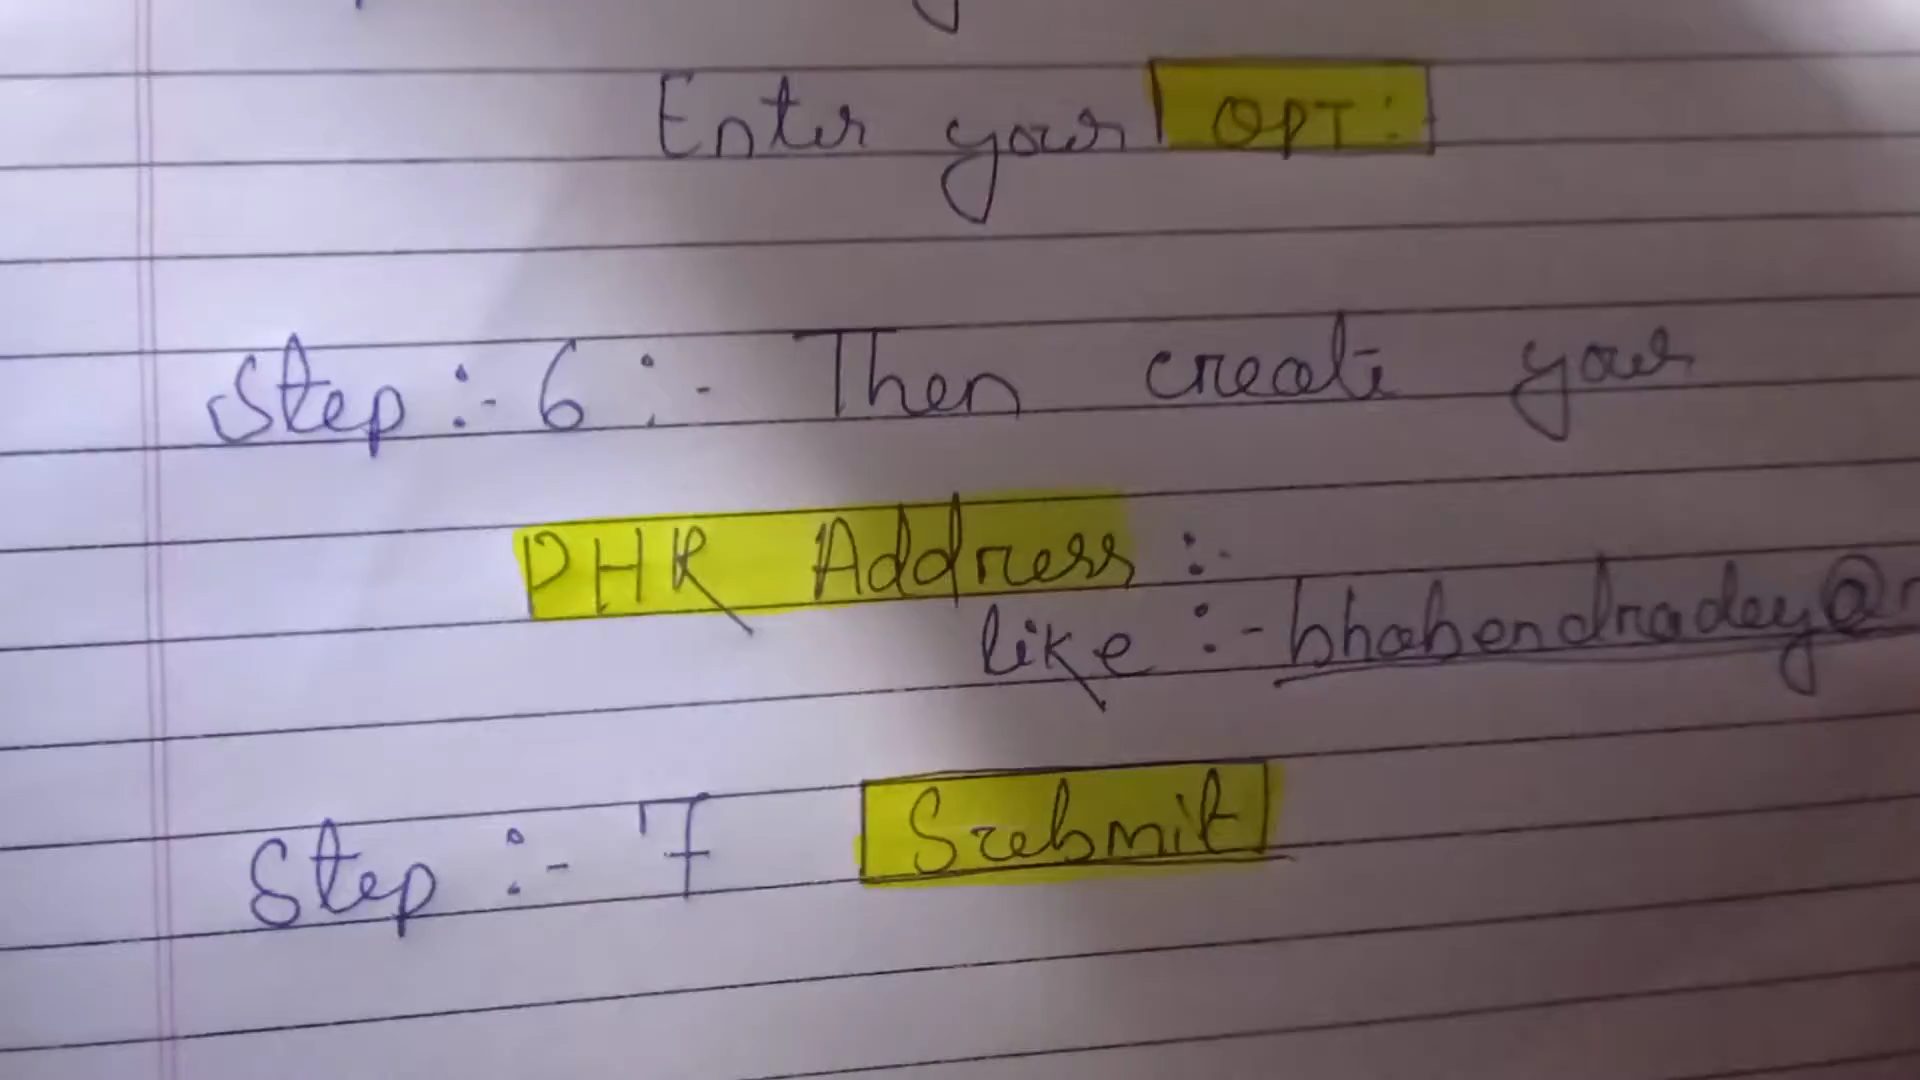 Enter your OPT:
Step :- 6 :- Then create your
PHR Address :-
like :- bhabendradey@
Step :- 7 Submit